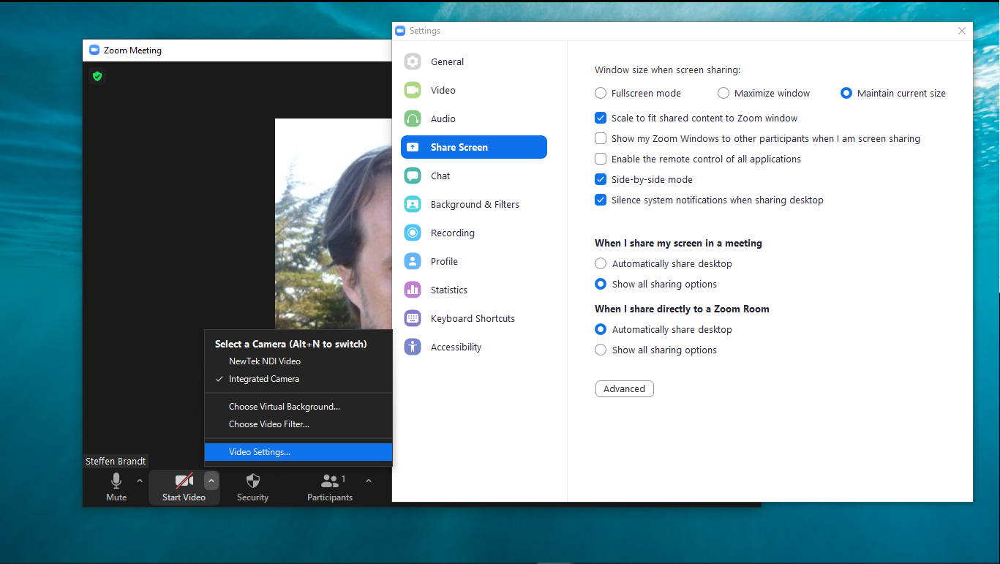 Settings
Zoom Meeting
General
Video
Audio
Share Screen
Chat
Background & Filters
Recording
Profile
Statistics
Keyboard Shortcuts
Accessibility
Window size when screen sharing:
Fullscreen mode Maximize window Maintain current size
Scale to fit shared content to Zoom window
Show my Zoom Windows to other participants when I am screen sharing
Enable the remote control of all applications
Side-by-side mode
Silence system notifications when sharing desktop
When I share my screen in a meeting
Automatically share desktop
Show all sharing options
When I share directly to a Zoom Room
Automatically share desktop
Show all sharing options
Advanced
Select a Camera (Alt+N to switch)
NewTek NDI Video
Integrated Camera
Choose Virtual Background...
Choose Video Filter...
Video Settings...
Steffen Brandt
1
Mute Start Video Security Participants